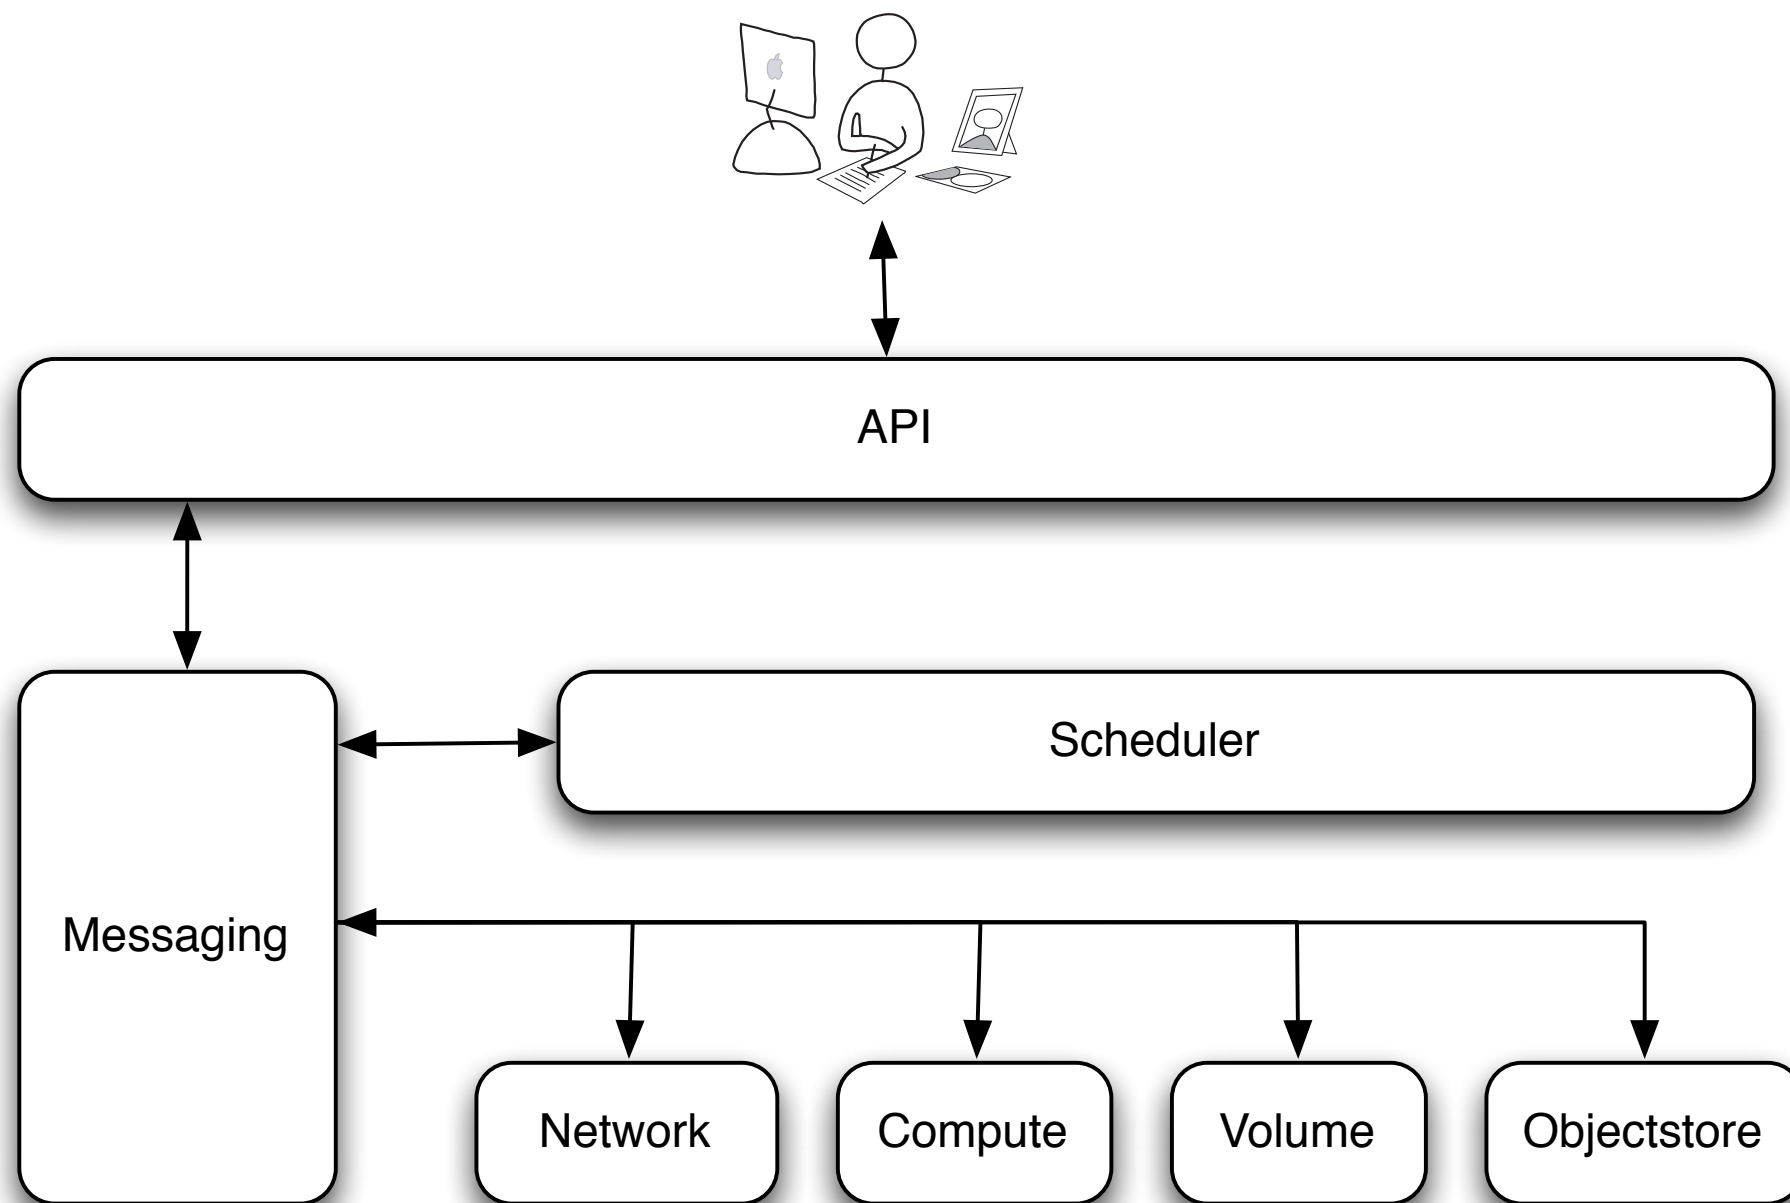 API
Scheduler
Messaging
Network
Compute
Volume
Objectstore